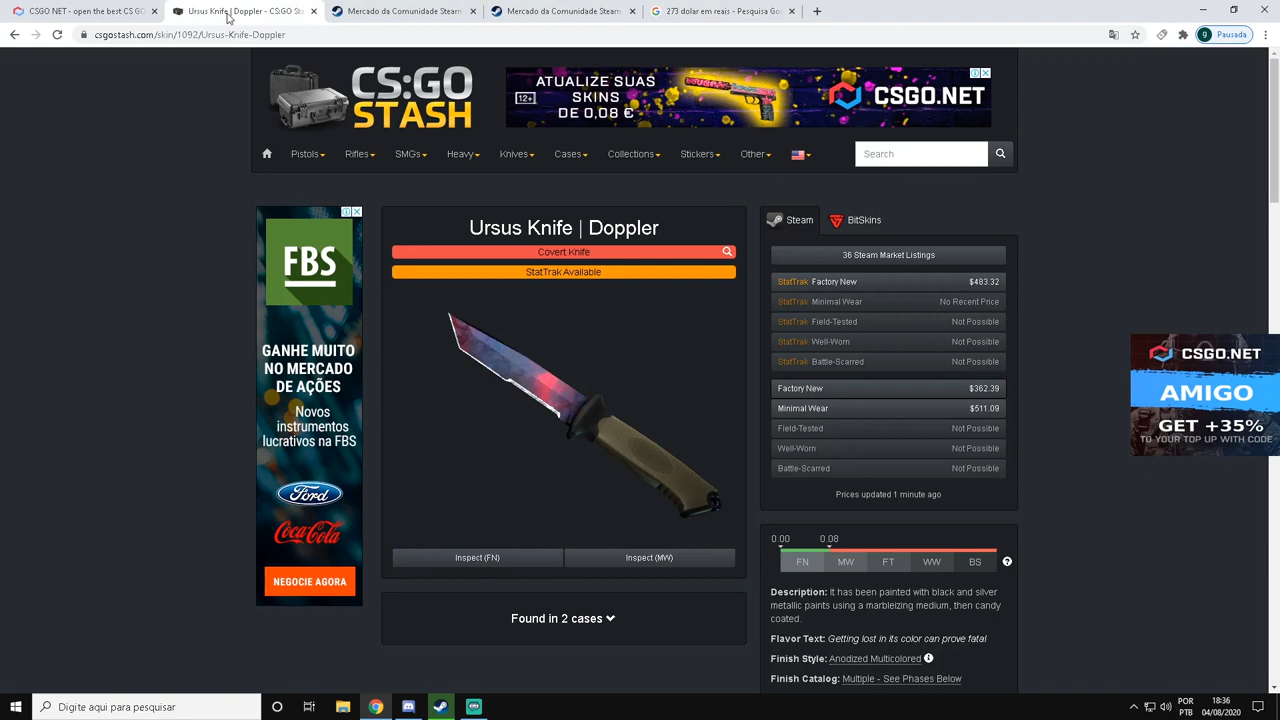 CSGO NET - open the best CS GO
Ursus Knife | Doppler - CS:GO Sta
Mercado da Comunidade Steam
Mercado da Comunidade Steam
273 dolar em reais - Pesquisa Go
csgostash.com/skin/1092/Ursus-Knife-Doppler
g Pausada
CS:GO
STASH
ATUALIZE SUAS
SKINS
DE 0,08 €
12+
CSGO.NET
Pistols
Rifles
SMGs
Heavy
Knives
Cases
Collections
Stickers
Other
Search
FBS
GANHE MUITO
NO MERCADO
DE AÇÕES
Novos
instrumentos
lucrativos na FBS
Ford
Coca-Cola
NEGOCIE AGORA
Ursus Knife | Doppler
Covert Knife
StatTrak Available
Inspect (FN)
Inspect (MW)
Found in 2 cases
Steam
BitSkins
36 Steam Market Listings
StatTrak Factory New $483.32
StatTrak Minimal Wear No Recent Price
StatTrak Field-Tested Not Possible
StatTrak Well-Worn Not Possible
StatTrak Battle-Scarred Not Possible
Factory New $362.39
Minimal Wear $511.09
Field-Tested Not Possible
Well-Worn Not Possible
Battle-Scarred Not Possible
Prices updated 1 minute ago
0.00 0.08
FN MW FT WW BS
Description: It has been painted with black and silver
metallic paints using a marbleizing medium, then candy
coated.
Flavor Text: Getting lost in its color can prove fatal
Finish Style: Anodized Multicolored
Finish Catalog: Multiple - See Phases Below
CSGO.NET
AMIGO
GET +35%
TO YOUR TOP UP WITH CODE
Digite aqui para pesquisar
POR
PTB
18:36
04/08/2020